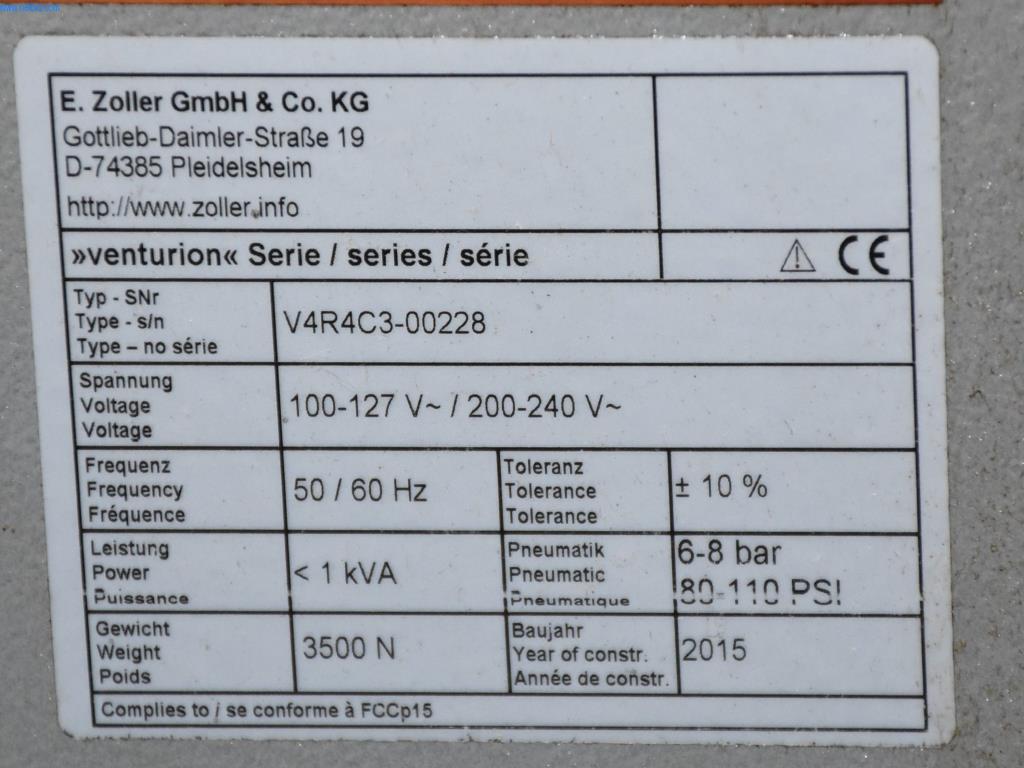 E. Zoller GmbH & Co. KG
Gottlieb-Daimler-Straße 19
D-74385 Pleidelsheim
http://www.zoller.info
»venturion« Serie / series / série
CE
Typ - SNr
Type - s/n
Type – no série
V4R4C3-00228
Spannung
Voltage
Voltage
100-127 V~ / 200-240 V~
Frequenz
Frequency
Fréquence
50 / 60 Hz
Toleranz
Tolerance
Tolerance
± 10 %
Leistung
Power
Puissance
< 1 kVA
Pneumatik
Pneumatic
Pneumatique
6-8 bar
80-110 PSI
Gewicht
Weight
Poids
3500 N
Baujahr
Year of constr.
Année de constr.
2015
Complies to / se conforme à FCCp15